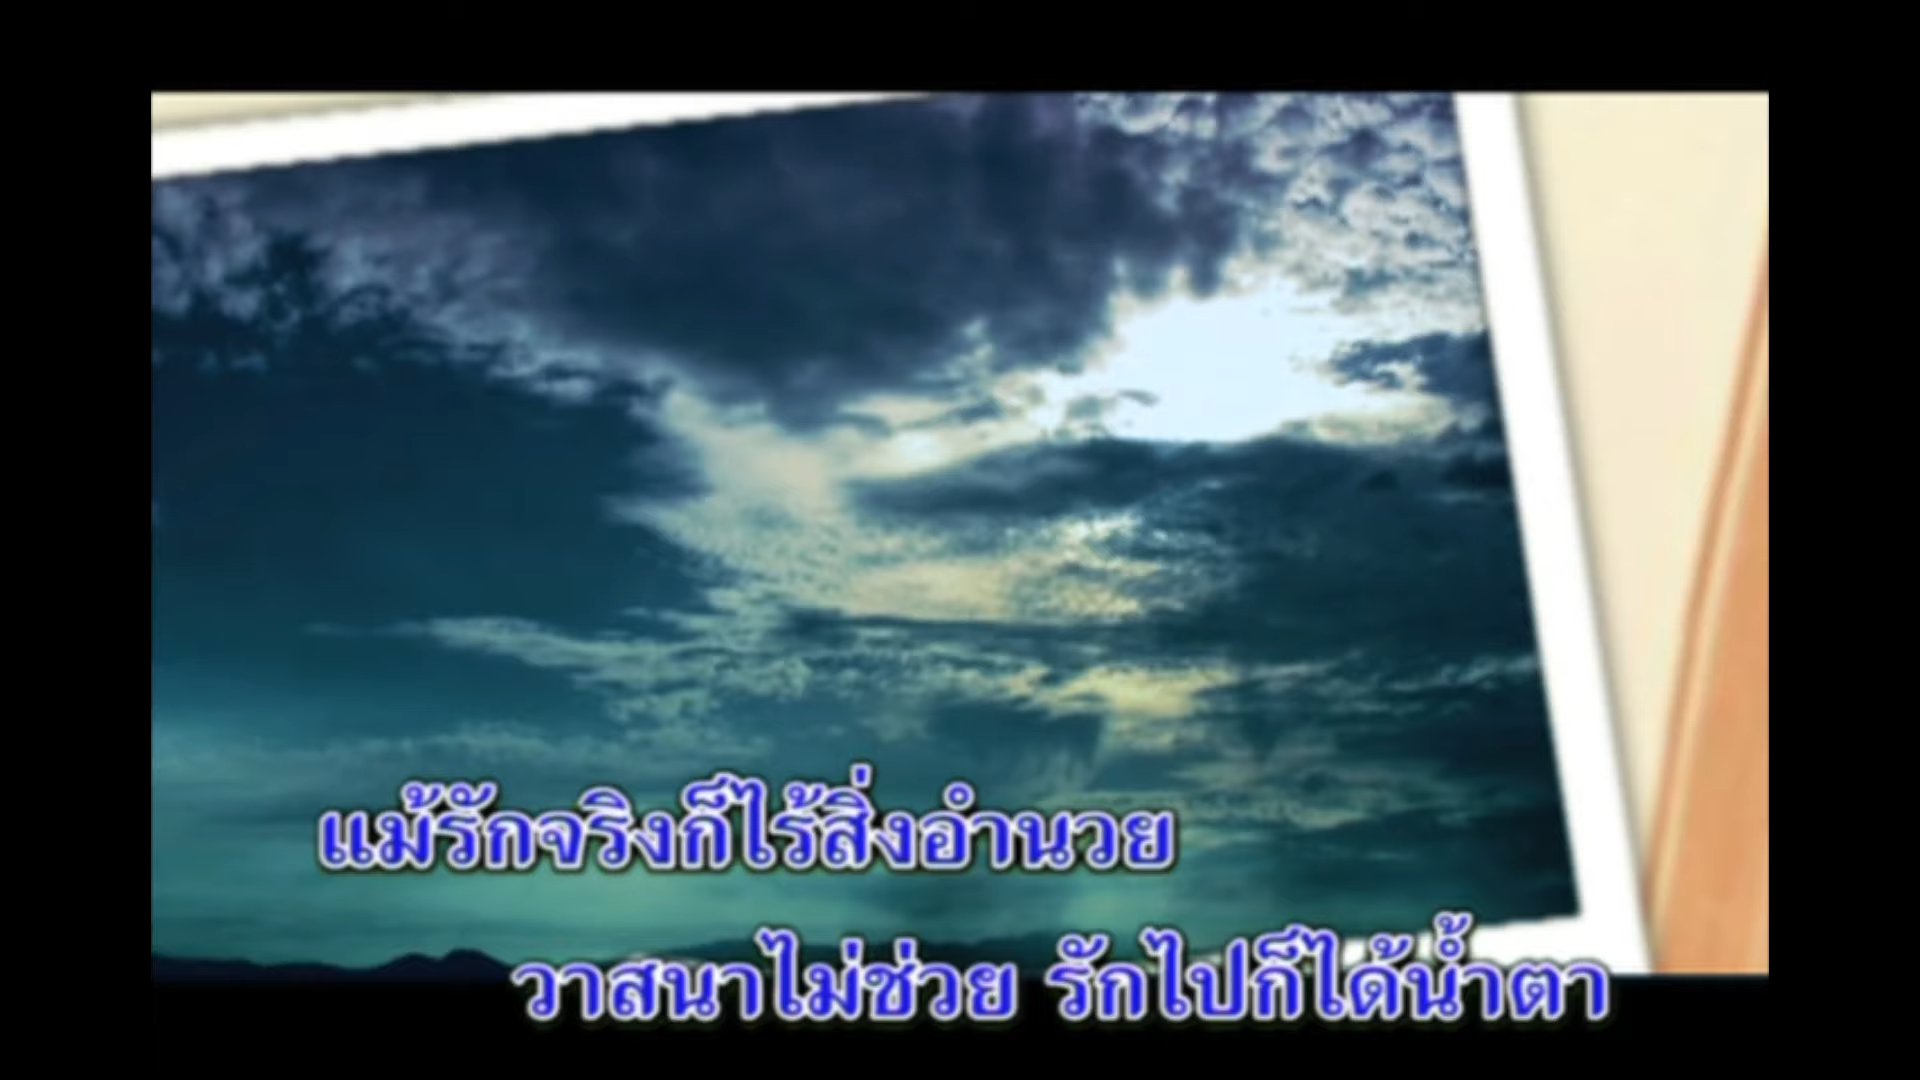 แม้รักจริงก็ไร้สิ่งอำนวย
วาสนาไม่ช่วย รักไปก็ได้น้ำตา